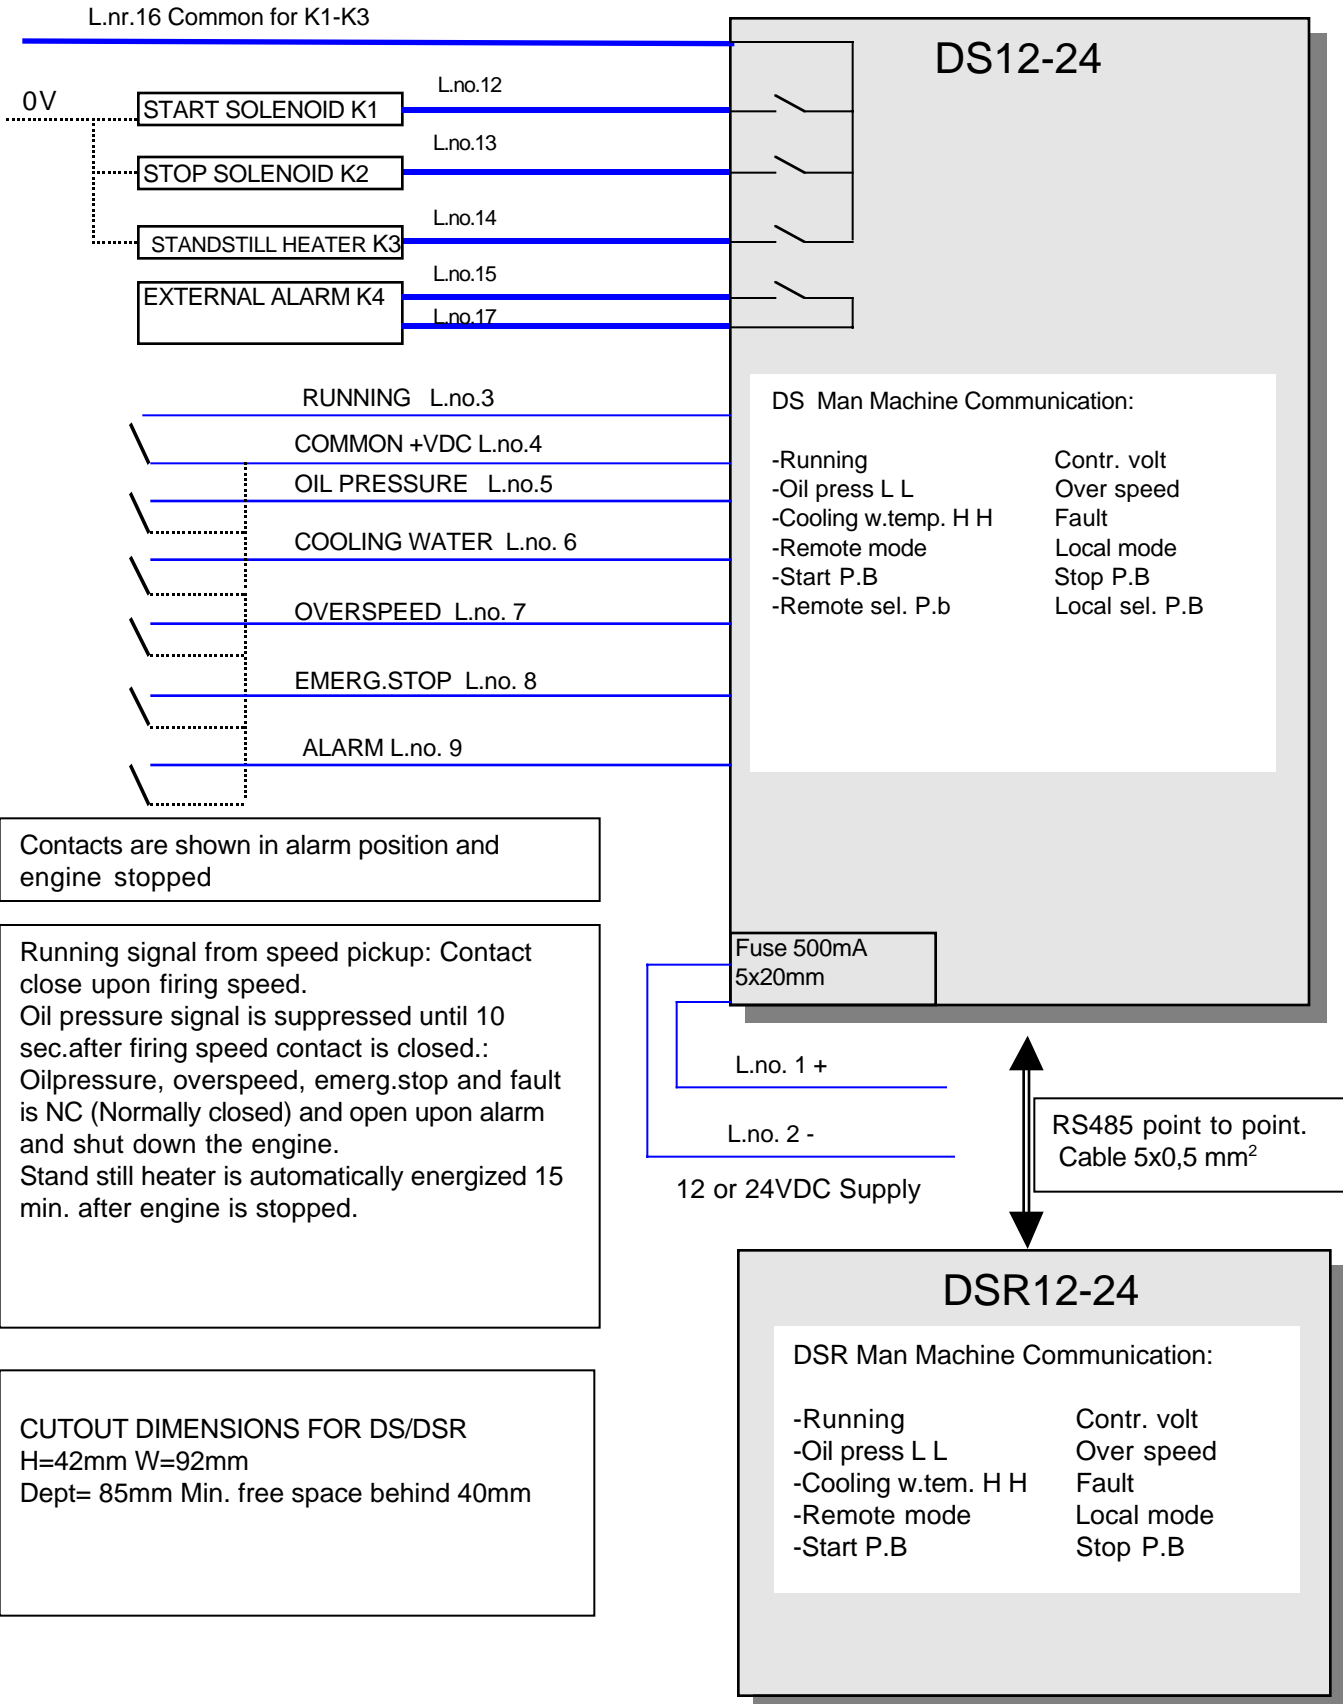 L.nr.16 Common for K1-K3
DS12-24
0V
START SOLENOID K1
L.no.12
STOP SOLENOID K2
L.no.13
STANDSTILL HEATER K3
L.no.14
EXTERNAL ALARM K4
L.no.15
L.no.17
RUNNING L.no.3
COMMON +VDC L.no.4
OIL PRESSURE L.no.5
COOLING WATER L.no. 6
OVERSPEED L.no. 7
EMERG.STOP L.no. 8
ALARM L.no. 9
DS Man Machine Communication:
-Running Contr. volt
-Oil press L L Over speed
-Cooling w.temp. H H Fault
-Remote mode Local mode
-Start P.B Stop P.B
-Remote sel. P.b Local sel. P.B
Contacts are shown in alarm position and
engine stopped
Running signal from speed pickup: Contact
close upon firing speed.
Oil pressure signal is suppressed until 10
sec.after firing speed contact is closed.:
Oilpressure, overspeed, emerg.stop and fault
is NC (Normally closed) and open upon alarm
and shut down the engine.
Stand still heater is automatically energized 15
min. after engine is stopped.
Fuse 500mA
5x20mm
L.no. 1 +
L.no. 2 -
12 or 24VDC Supply
RS485 point to point.
Cable 5x0,5 mm²
CUTOUT DIMENSIONS FOR DS/DSR
H=42mm W=92mm
Dept= 85mm Min. free space behind 40mm
DSR12-24
DSR Man Machine Communication:
-Running Contr. volt
-Oil press L L Over speed
-Cooling w.tem. H H Fault
-Remote mode Local mode
-Start P.B Stop P.B